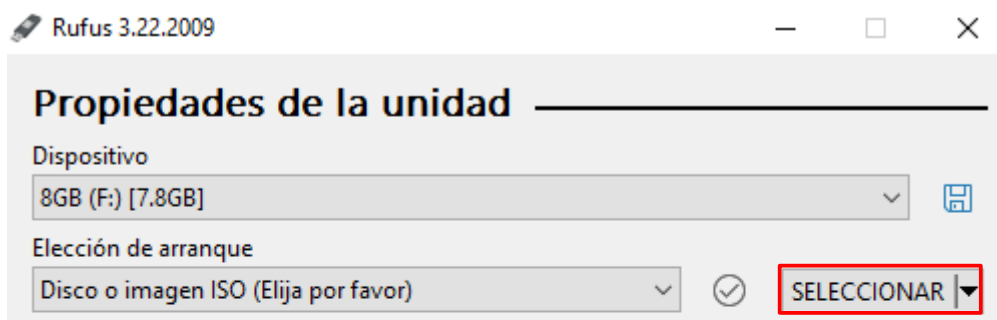 Rufus 3.22.2009
Propiedades de la unidad
Dispositivo
8GB (F:) [7.8GB]
Elección de arranque
Disco o imagen ISO (Elija por favor)
SELECCIONAR